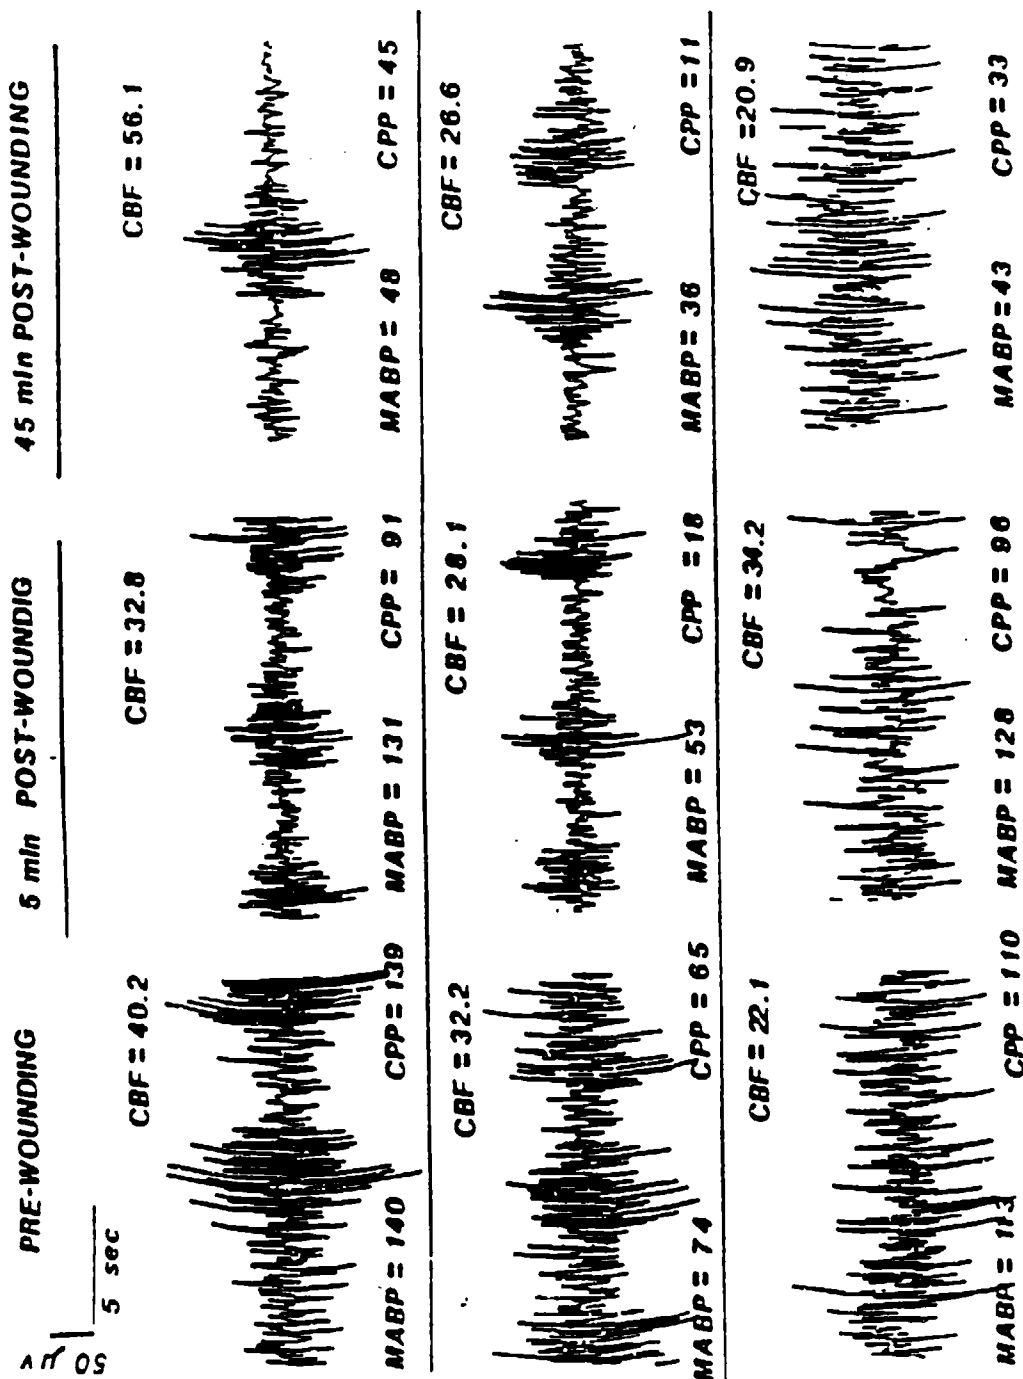 PRE-WOUNDING
5 min POST-WOUNDIG
45 min POST-WOUNDING
50 μv
5 sec
CBF = 40.2
CBF = 32.8
CBF = 56.1
MABP = 140 CPP = 139
MABP = 131 CPP = 91
MABP = 48 CPP = 45
CBF = 32.2
CBF = 28.1
CBF = 26.6
MABP = 74 CPP = 65
MABP = 53 CPP = 18
MABP = 36 CPP = 11
CBF = 22.1
CBF = 34.2
CBF = 20.9
MABP = 113 CPP = 110
MABP = 128 CPP = 96
MABP = 43 CPP = 33